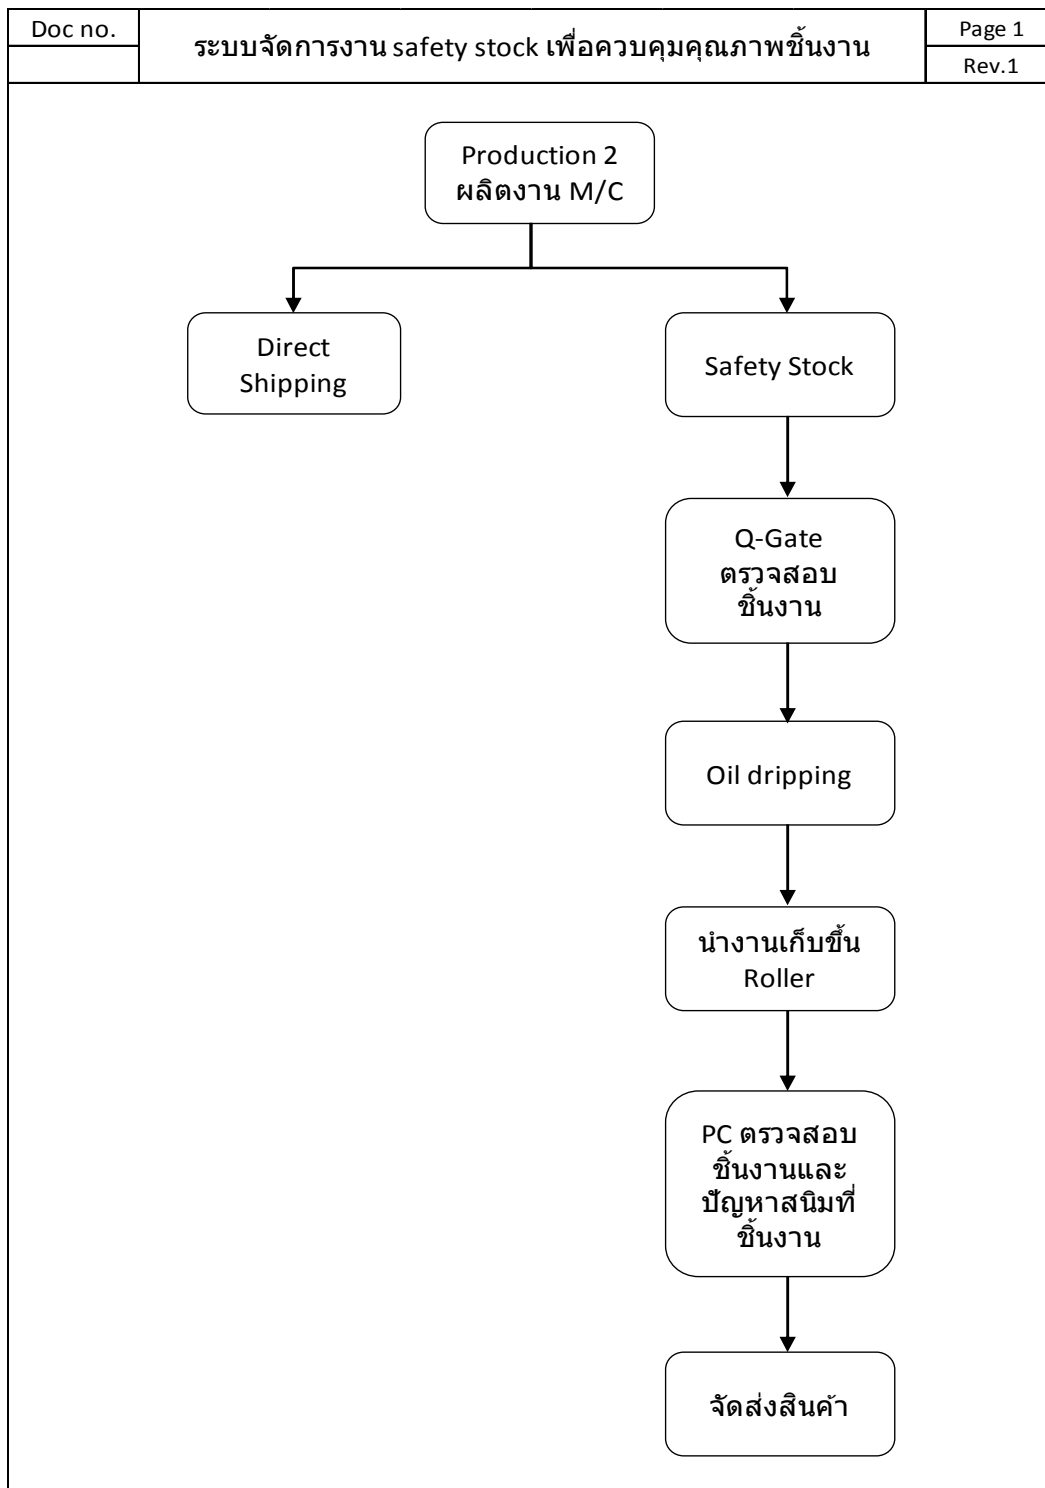 Doc no.
ระบบจัดการงาน safety stock เพื่อควบคุมคุณภาพชิ้นงาน
Page 1
Rev.1
Production 2
ผลิตงาน M/C
Direct
Shipping
Safety Stock
Q-Gate
ตรวจสอบ
ชิ้นงาน
Oil dripping
นำงานเก็บขึ้น
Roller
PC ตรวจสอบ
ชิ้นงานและ
ปัญหาสนิมที่
ชิ้นงาน
จัดส่งสินค้า